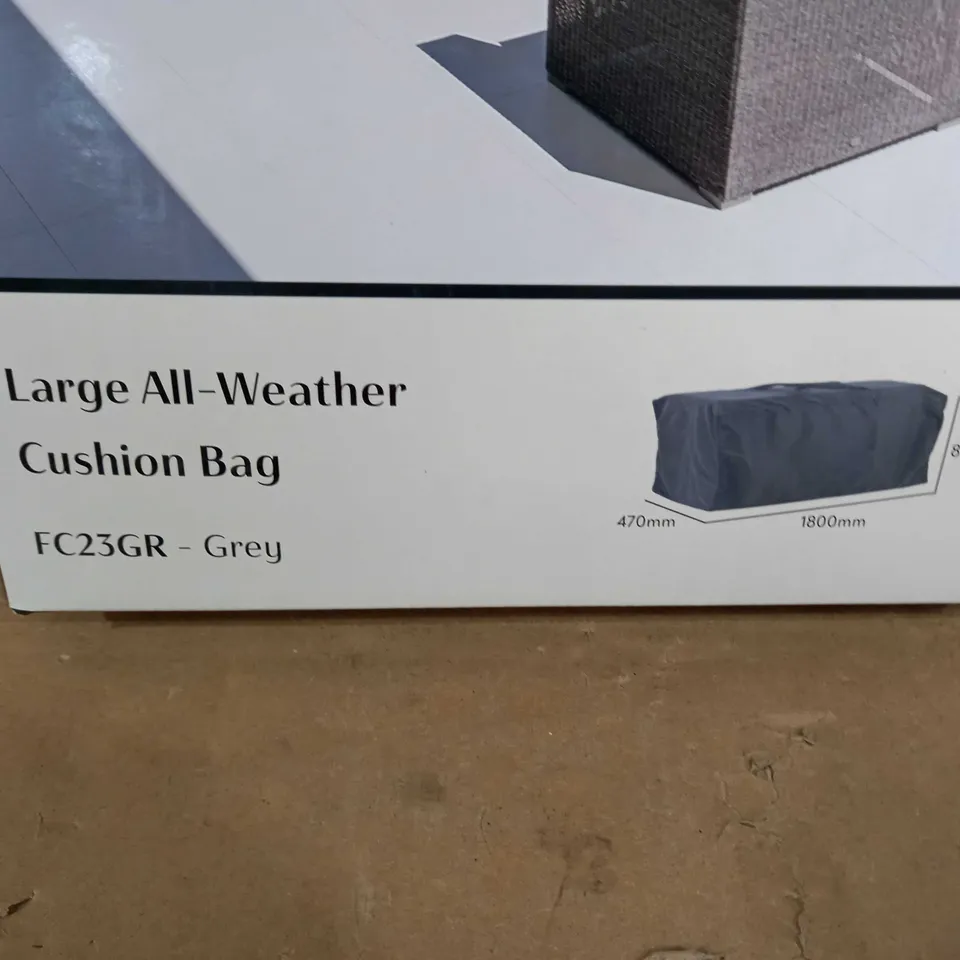 Large All-Weather
Cushion Bag
FC23GR - Grey
470mm
1800mm